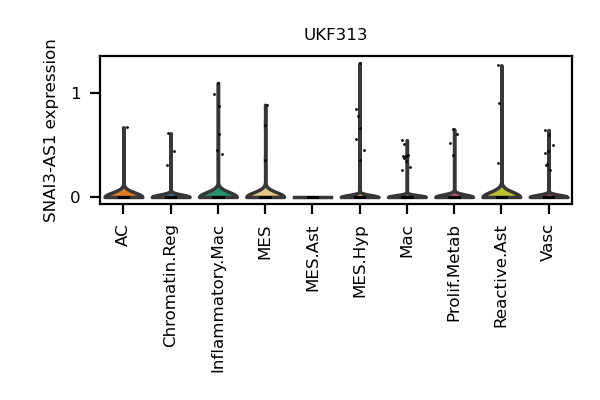 UKF313
SNAI3-AS1 expression
1
0
AC
Chromatin.Reg
Inflammatory.Mac
MES
MES.Ast
MES.Hyp
Mac
Prolif.Metab
Reactive.Ast
Vasc